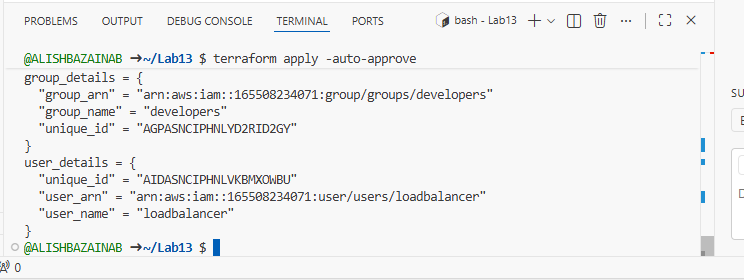 PROBLEMS OUTPUT DEBUG CONSOLE TERMINAL PORTS bash - Lab13
@ALISHBAZAINAB ➜~/Lab13 $ terraform apply -auto-approve
group_details = {
"group_arn" = "arn:aws:iam::165508234071:group/groups/developers"
"group_name" = "developers"
"unique_id" = "AGPASNCIPHNLYD2RID2GY"
}
user_details = {
"unique_id" = "AIDASNCIPHNLVKBMXOWBU"
"user_arn" = "arn:aws:iam::165508234071:user/users/loadbalancer"
"user_name" = "loadbalancer"
}
@ALISHBAZAINAB ➜~/Lab13 $
0